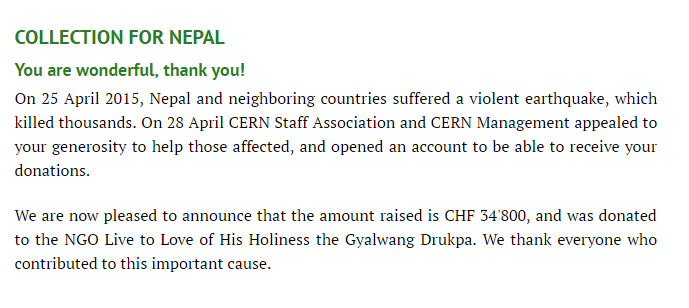 COLLECTION FOR NEPAL
You are wonderful, thank you!
On 25 April 2015, Nepal and neighboring countries suffered a violent earthquake, which
killed thousands. On 28 April CERN Staff Association and CERN Management appealed to
your generosity to help those affected, and opened an account to be able to receive your
donations.
We are now pleased to announce that the amount raised is CHF 34'800, and was donated
to the NGO Live to Love of His Holiness the Gyalwang Drukpa. We thank everyone who
contributed to this important cause.